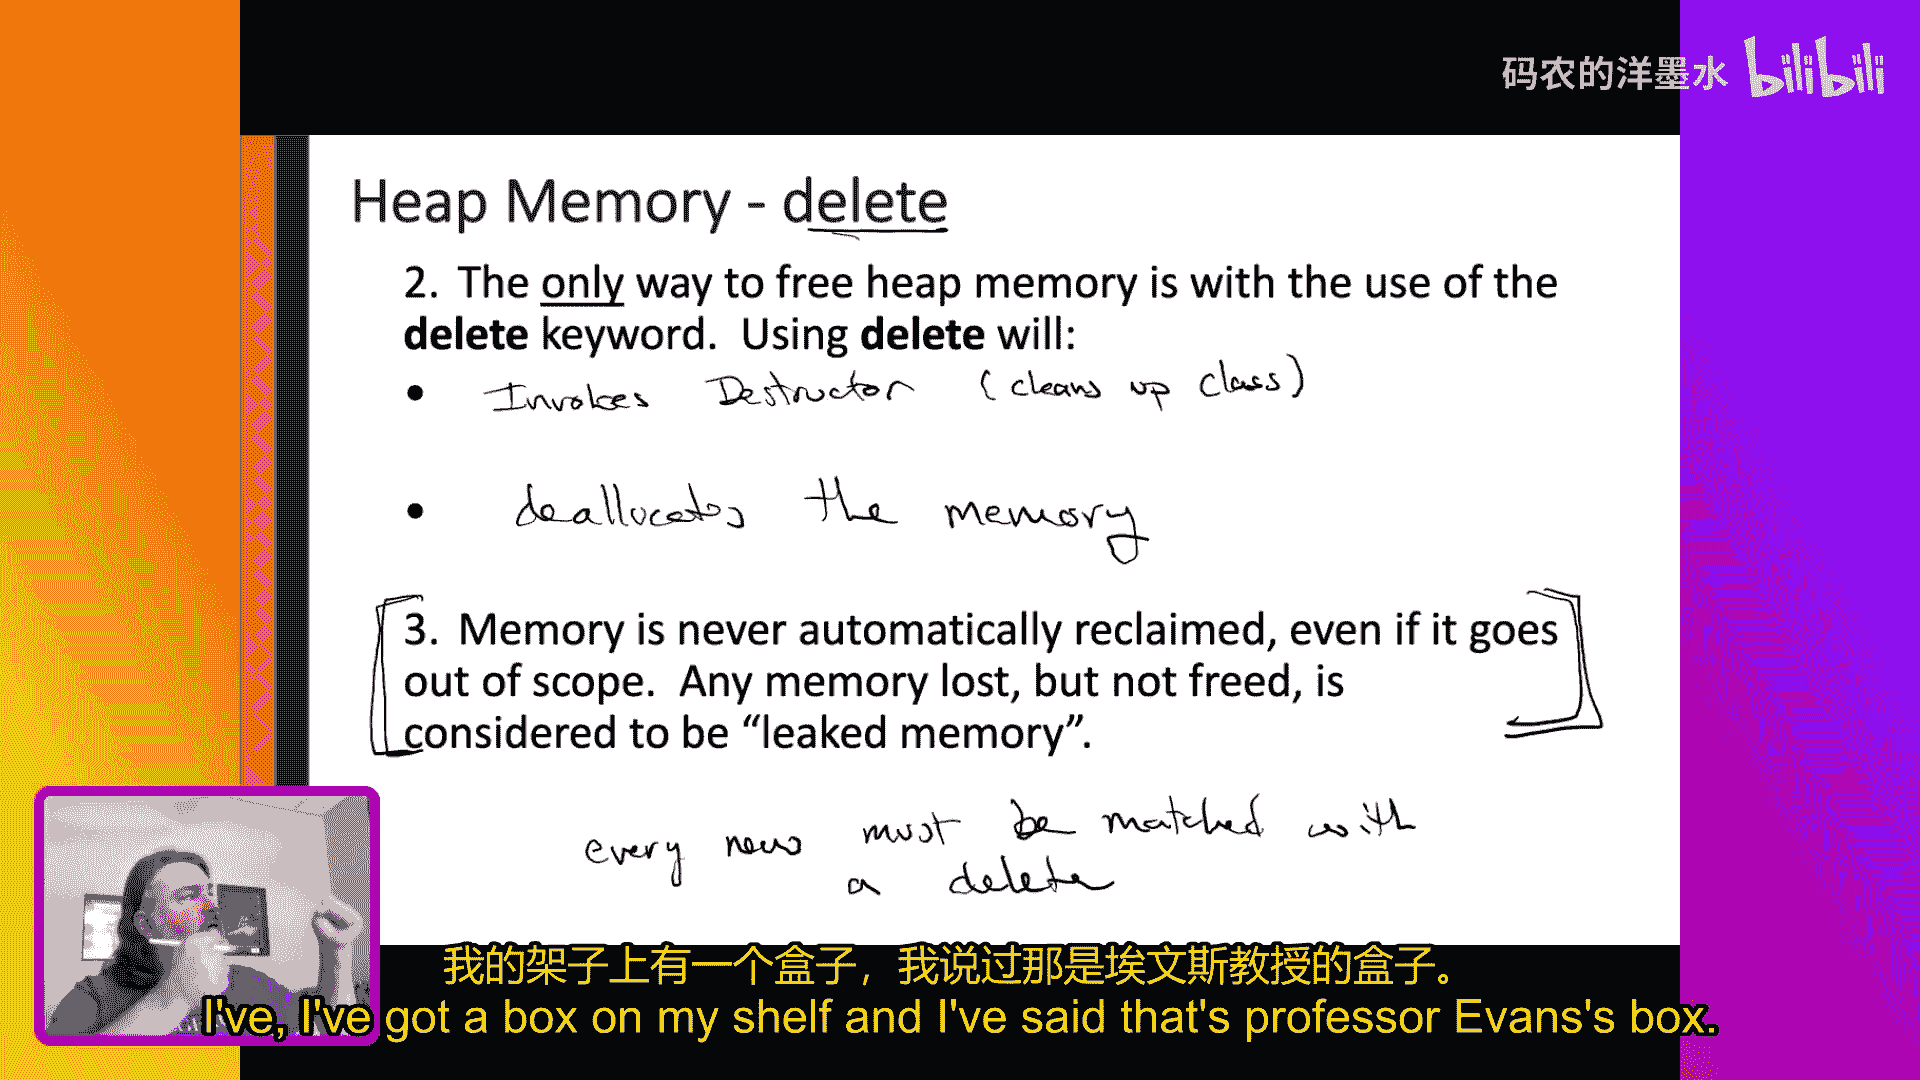 码农的洋墨水 bilibili
Heap Memory - delete
2. The only way to free heap memory is with the use of the
delete keyword. Using delete will:
• Invokes Destructor (cleans up class)
• deallocates the memory
3. Memory is never automatically reclaimed, even if it goes
out of scope. Any memory lost, but not freed, is
considered to be “leaked memory”.
every new must be matched with
a delete
我的架子上有一个盒子，我说过那是埃文斯教授的盒子。
I've, I've got a box on my shelf and I've said that's professor Evans's box.